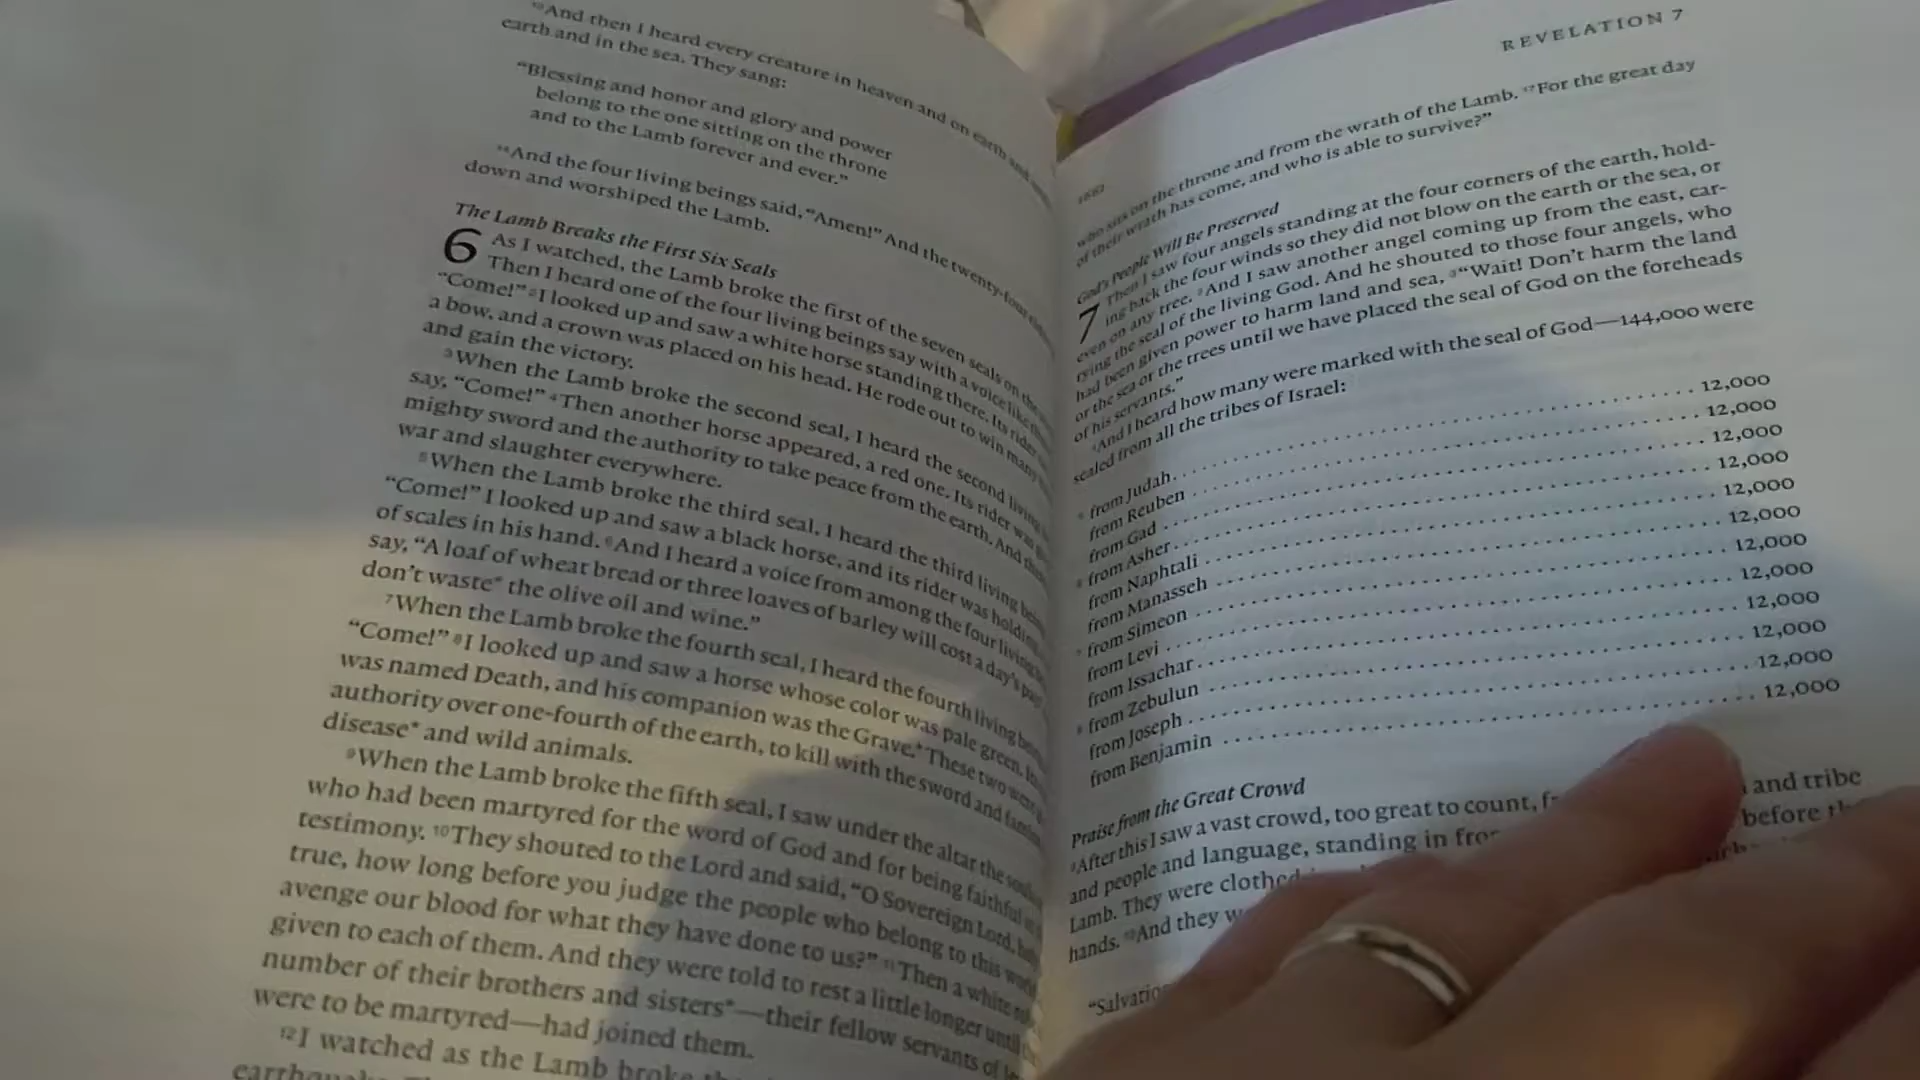 ¹³And then I heard every creature in heaven and on earth and
earth and in the sea. They sang:
“Blessing and honor and glory and power
belong to the one sitting on the throne
and to the Lamb forever and ever.”
¹⁴And the four living beings said, “Amen!” And the twenty-four
down and worshiped the Lamb.
The Lamb Breaks the First Six Seals
6 As I watched, the Lamb broke the first of the seven seals on the
Then I heard one of the four living beings say with a voice like
“Come!” ²I looked up and saw a white horse standing there. Its rider
a bow, and a crown was placed on his head. He rode out to win many
and gain the victory.
³When the Lamb broke the second seal, I heard the second living
say, “Come!” ⁴Then another horse appeared, a red one. Its rider was
mighty sword and the authority to take peace from the earth. And
war and slaughter everywhere.
⁵When the Lamb broke the third seal, I heard the third living being
“Come!” I looked up and saw a black horse, and its rider was holding
of scales in his hand. ⁶And I heard a voice from among the four living
say, “A loaf of wheat bread or three loaves of barley will cost a day’s pay
don’t waste* the olive oil and wine.”
⁷When the Lamb broke the fourth seal, I heard the fourth living being
“Come!” ⁸I looked up and saw a horse whose color was pale green.
was named Death, and his companion was the Grave.* These two were
authority over one-fourth of the earth, to kill with the sword and famine
disease* and wild animals.
⁹When the Lamb broke the fifth seal, I saw under the altar the souls
who had been martyred for the word of God and for being faithful
testimony. ¹⁰They shouted to the Lord and said, “O Sovereign Lord,
true, how long before you judge the people who belong to this world
avenge our blood for what they have done to us?” ¹¹Then a white
given to each of them. And they were told to rest a little longer until
number of their brothers and sisters*—their fellow servants of
were to be martyred—had joined them.
¹²I watched as the Lamb broke
earthquake.
REVELATION 7
who sits on the throne and from the wrath of the Lamb. ¹⁷For the great day
of their wrath has come, and who is able to survive?”
God’s People Will Be Preserved
7 Then I saw four angels standing at the four corners of the earth, hold-
ing back the four winds so they did not blow on the earth or the sea, or
even on any tree. ²And I saw another angel coming up from the east, car-
rying the seal of the living God. And he shouted to those four angels, who
had been given power to harm land and sea, ³“Wait! Don’t harm the land
or the sea or the trees until we have placed the seal of God on the foreheads
of his servants.”
⁴And I heard how many were marked with the seal of God—144,000 were
sealed from all the tribes of Israel:
⁵ from Judah . . . . . . . . . . 12,000
from Reuben . . . . . . . . . . 12,000
from Gad . . . . . . . . . . 12,000
⁶ from Asher . . . . . . . . . . 12,000
from Naphtali . . . . . . . . . . 12,000
from Manasseh . . . . . . . . . . 12,000
⁷ from Simeon . . . . . . . . . . 12,000
from Levi . . . . . . . . . . 12,000
from Issachar . . . . . . . . . . 12,000
⁸ from Zebulun . . . . . . . . . . 12,000
from Joseph . . . . . . . . . . 12,000
from Benjamin . . . . . . . . . . 12,000
Praise from the Great Crowd
⁹After this I saw a vast crowd, too great to count, and tribe
and people and language, standing in before
Lamb. They were clothed
hands. ¹⁰And they
“Salvation